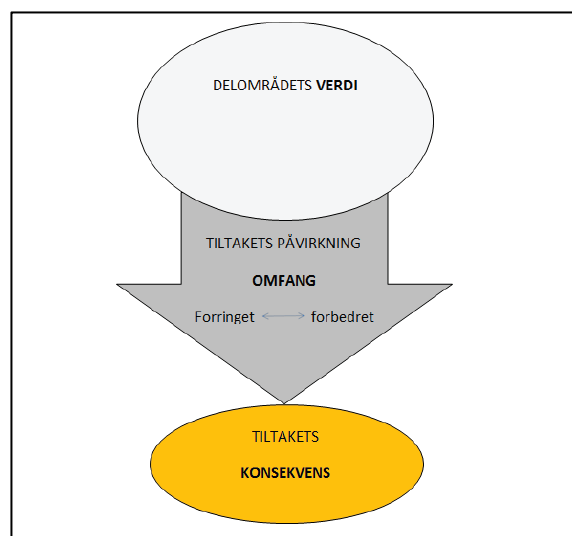 DELOMRÅDETS VERDI
TILTAKETS PÅVIRKNING
OMFANG
Forringet forbedret
TILTAKETS
KONSEKVENS